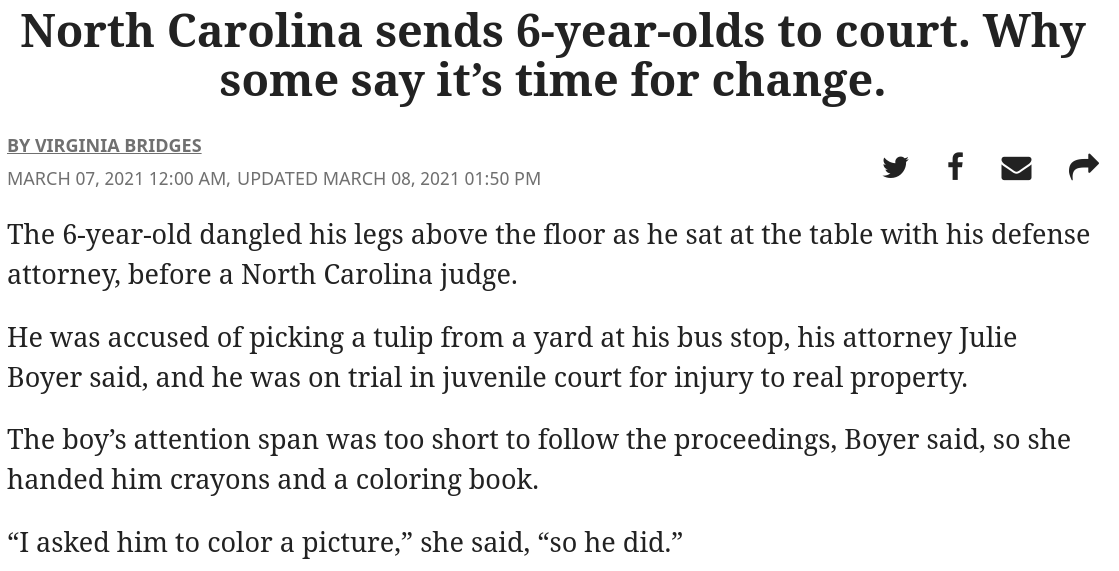 North Carolina sends 6-year-olds to court. Why
some say it’s time for change.
BY VIRGINIA BRIDGES
MARCH 07, 2021 12:00 AM, UPDATED MARCH 08, 2021 01:50 PM
The 6-year-old dangled his legs above the floor as he sat at the table with his defense
attorney, before a North Carolina judge.
He was accused of picking a tulip from a yard at his bus stop, his attorney Julie
Boyer said, and he was on trial in juvenile court for injury to real property.
The boy’s attention span was too short to follow the proceedings, Boyer said, so she
handed him crayons and a coloring book.
“I asked him to color a picture,” she said, “so he did.”